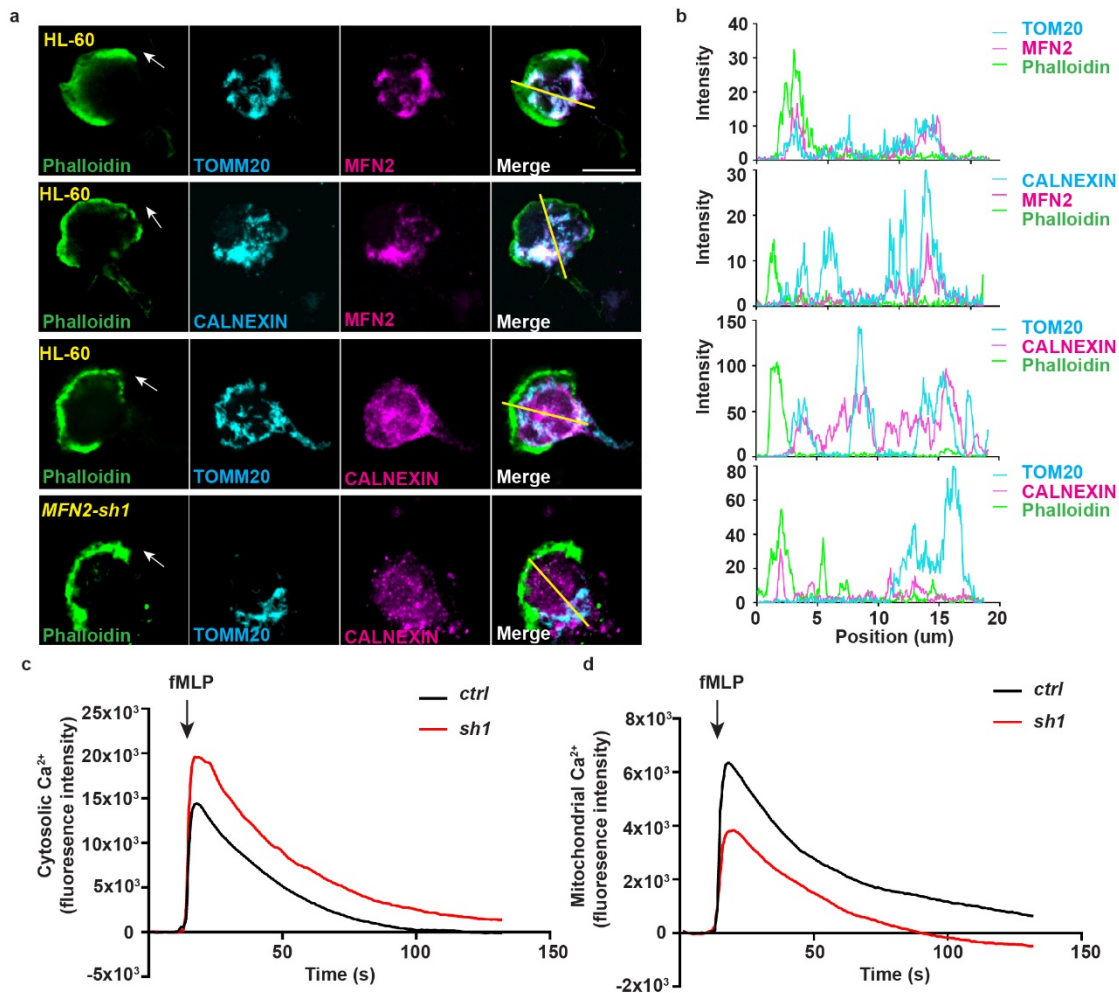 a
HL-60
Phalloidin
TOMM20
MFN2
Merge
HL-60
Phalloidin
CALNEXIN
MFN2
Merge
HL-60
Phalloidin
TOMM20
CALNEXIN
Merge
MFN2-sh1
Phalloidin
TOMM20
CALNEXIN
Merge
b
TOM20
MFN2
Phalloidin
Intensity
40
30
20
10
0
CALNEXIN
MFN2
Phalloidin
Intensity
30
20
10
0
TOM20
CALNEXIN
Phalloidin
Intensity
150
100
50
0
TOM20
CALNEXIN
Phalloidin
Intensity
80
60
40
20
0
0 5 10 15 20
Position (um)
c
fMLP
ctrl
sh1
Cytosolic Ca²⁺
(fluoresence intensity)
25x10³
20x10³
15x10³
10x10³
5x10³
0
-5x10³
50 100 150
Time (s)
d
fMLP
ctrl
sh1
Mitochondrial Ca²⁺
(fluoresence intensity)
8x10³
6x10³
4x10³
2x10³
0
-2x10³
50 100 150
Time (s)